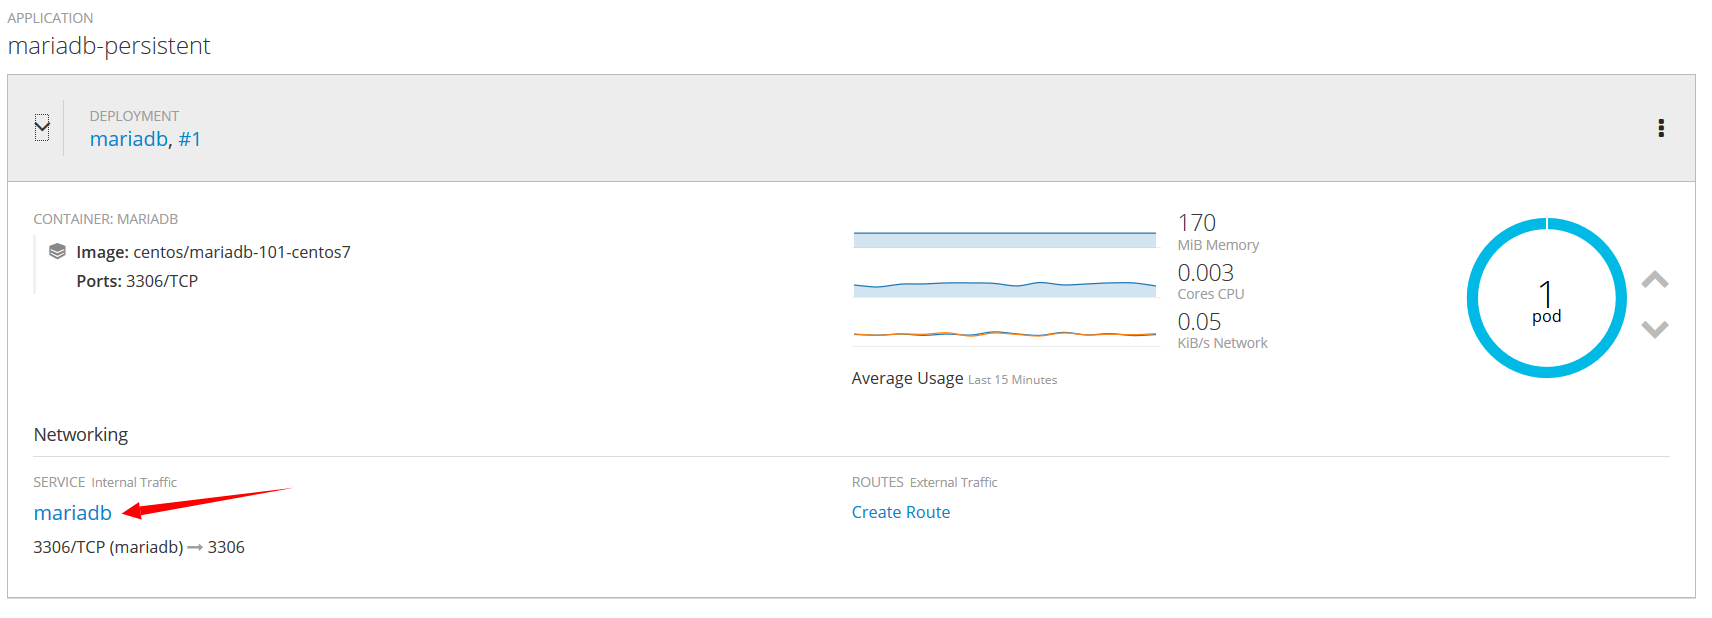 APPLICATION
mariadb-persistent
DEPLOYMENT
mariadb, #1
CONTAINER: MARIADB
Image: centos/mariadb-101-centos7
Ports: 3306/TCP
170
MiB Memory
0.003
Cores CPU
0.05
KiB/s Network
Average Usage Last 15 Minutes
1
pod
Networking
SERVICE Internal Traffic
mariadb
3306/TCP (mariadb) → 3306
ROUTES External Traffic
Create Route